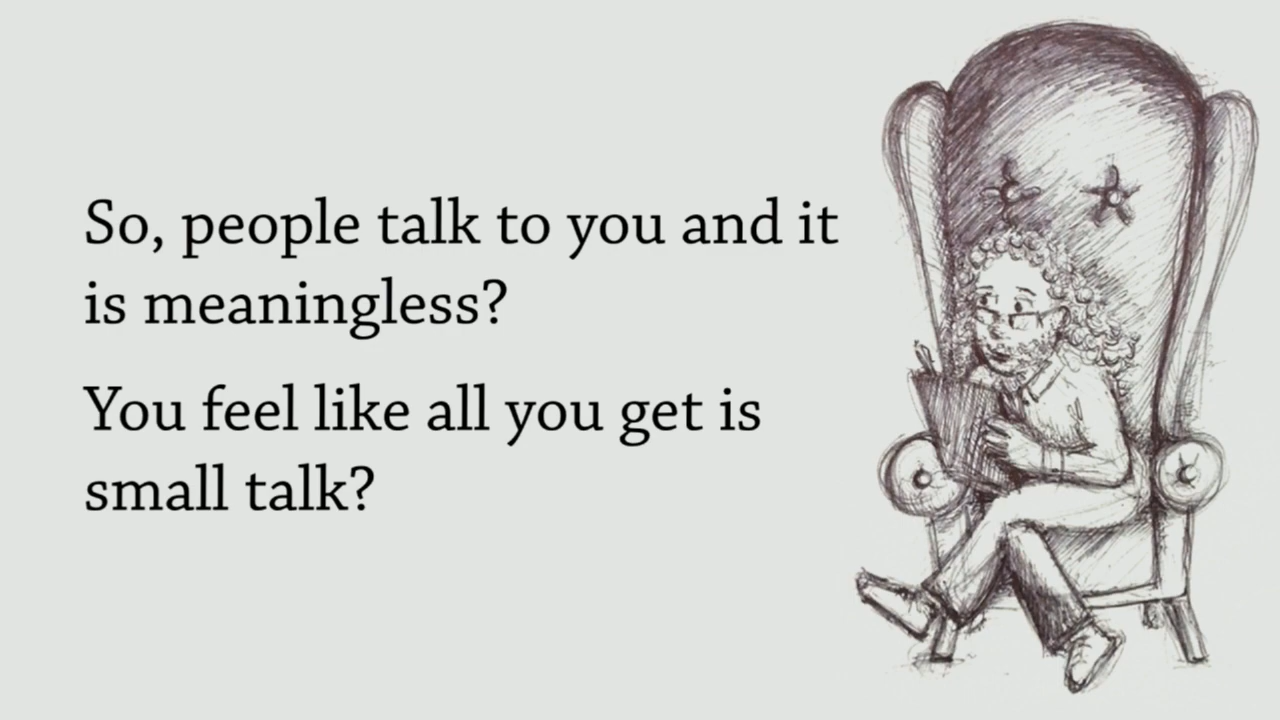 So, people talk to you and it
is meaningless?
You feel like all you get is
small talk?